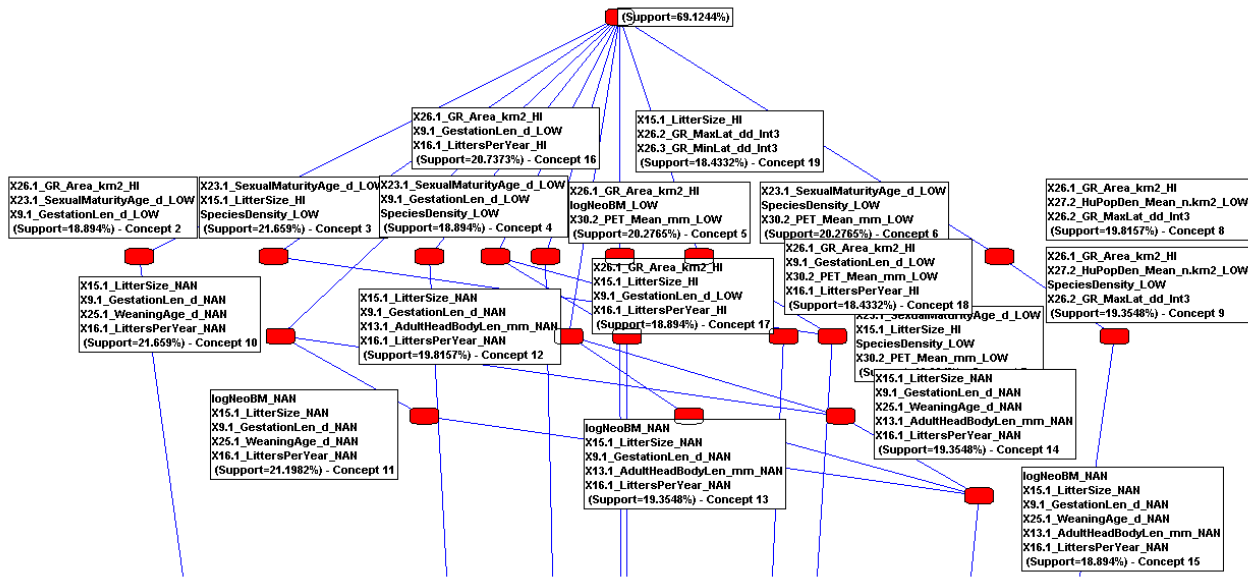 (Support=69.1244%)
X26.1_GR_Area_km2_HI
X9.1_GestationLen_d_LOW
X16.1_LittersPerYear_HI
(Support=20.7373%) - Concept 16
X15.1_LitterSize_HI
X26.2_GR_MaxLat_dd_Int3
X26.3_GR_MinLat_dd_Int3
(Support=18.4332%) - Concept 19
X26.1_GR_Area_km2_HI
X23.1_SexualMaturityAge_d_LOW
X9.1_GestationLen_d_LOW
(Support=18.894%) - Concept 2
X23.1_SexualMaturityAge_d_LOW
X15.1_LitterSize_HI
SpeciesDensity_LOW
(Support=21.659%) - Concept 3
X23.1_SexualMaturityAge_d_LOW
X9.1_GestationLen_d_LOW
SpeciesDensity_LOW
(Support=18.894%) - Concept 4
X26.1_GR_Area_km2_HI
logNeoBM_LOW
X30.2_PET_Mean_mm_LOW
(Support=20.2765%) - Concept 5
X23.1_SexualMaturityAge_d_LOW
X15.1_LitterSize_HI
X30.2_PET_Mean_mm_LOW
(Support=20.2765%) - Concept 6
X26.1_GR_Area_km2_HI
X27.2_HuPopDen_Mean_n.km2_LOW
X26.2_GR_MaxLat_dd_Int3
(Support=19.8157%) - Concept 8
X26.1_GR_Area_km2_HI
X9.1_GestationLen_d_LOW
X30.2_PET_Mean_mm_LOW
X16.1_LittersPerYear_HI
(Support=18.4332%) - Concept 18
X26.1_GR_Area_km2_HI
X27.2_HuPopDen_Mean_n.km2_LOW
SpeciesDensity_LOW
X26.2_GR_MaxLat_dd_Int3
(Support=19.3548%) - Concept 9
X26.1_GR_Area_km2_HI
X15.1_LitterSize_HI
X9.1_GestationLen_d_LOW
X16.1_LittersPerYear_HI
(Support=18.894%) - Concept 17
X15.1_LitterSize_NAN
X9.1_GestationLen_d_NAN
X25.1_WeaningAge_d_NAN
X16.1_LittersPerYear_NAN
(Support=21.659%) - Concept 10
X15.1_LitterSize_NAN
X9.1_GestationLen_d_NAN
X13.1_AdultHeadBodyLen_mm_NAN
X16.1_LittersPerYear_NAN
(Support=19.8157%) - Concept 12
X23.1_SexualMaturityAge_d_LOW
X15.1_LitterSize_HI
SpeciesDensity_LOW
X30.2_PET_Mean_mm_LOW
X15.1_LitterSize_NAN
X9.1_GestationLen_d_NAN
X25.1_WeaningAge_d_NAN
X13.1_AdultHeadBodyLen_mm_NAN
X16.1_LittersPerYear_NAN
(Support=19.3548%) - Concept 14
logNeoBM_NAN
X15.1_LitterSize_NAN
X9.1_GestationLen_d_NAN
X25.1_WeaningAge_d_NAN
X16.1_LittersPerYear_NAN
(Support=21.1982%) - Concept 11
logNeoBM_NAN
X15.1_LitterSize_NAN
X9.1_GestationLen_d_NAN
X13.1_AdultHeadBodyLen_mm_NAN
X16.1_LittersPerYear_NAN
(Support=19.3548%) - Concept 13
logNeoBM_NAN
X15.1_LitterSize_NAN
X9.1_GestationLen_d_NAN
X25.1_WeaningAge_d_NAN
X13.1_AdultHeadBodyLen_mm_NAN
X16.1_LittersPerYear_NAN
(Support=18.894%) - Concept 15